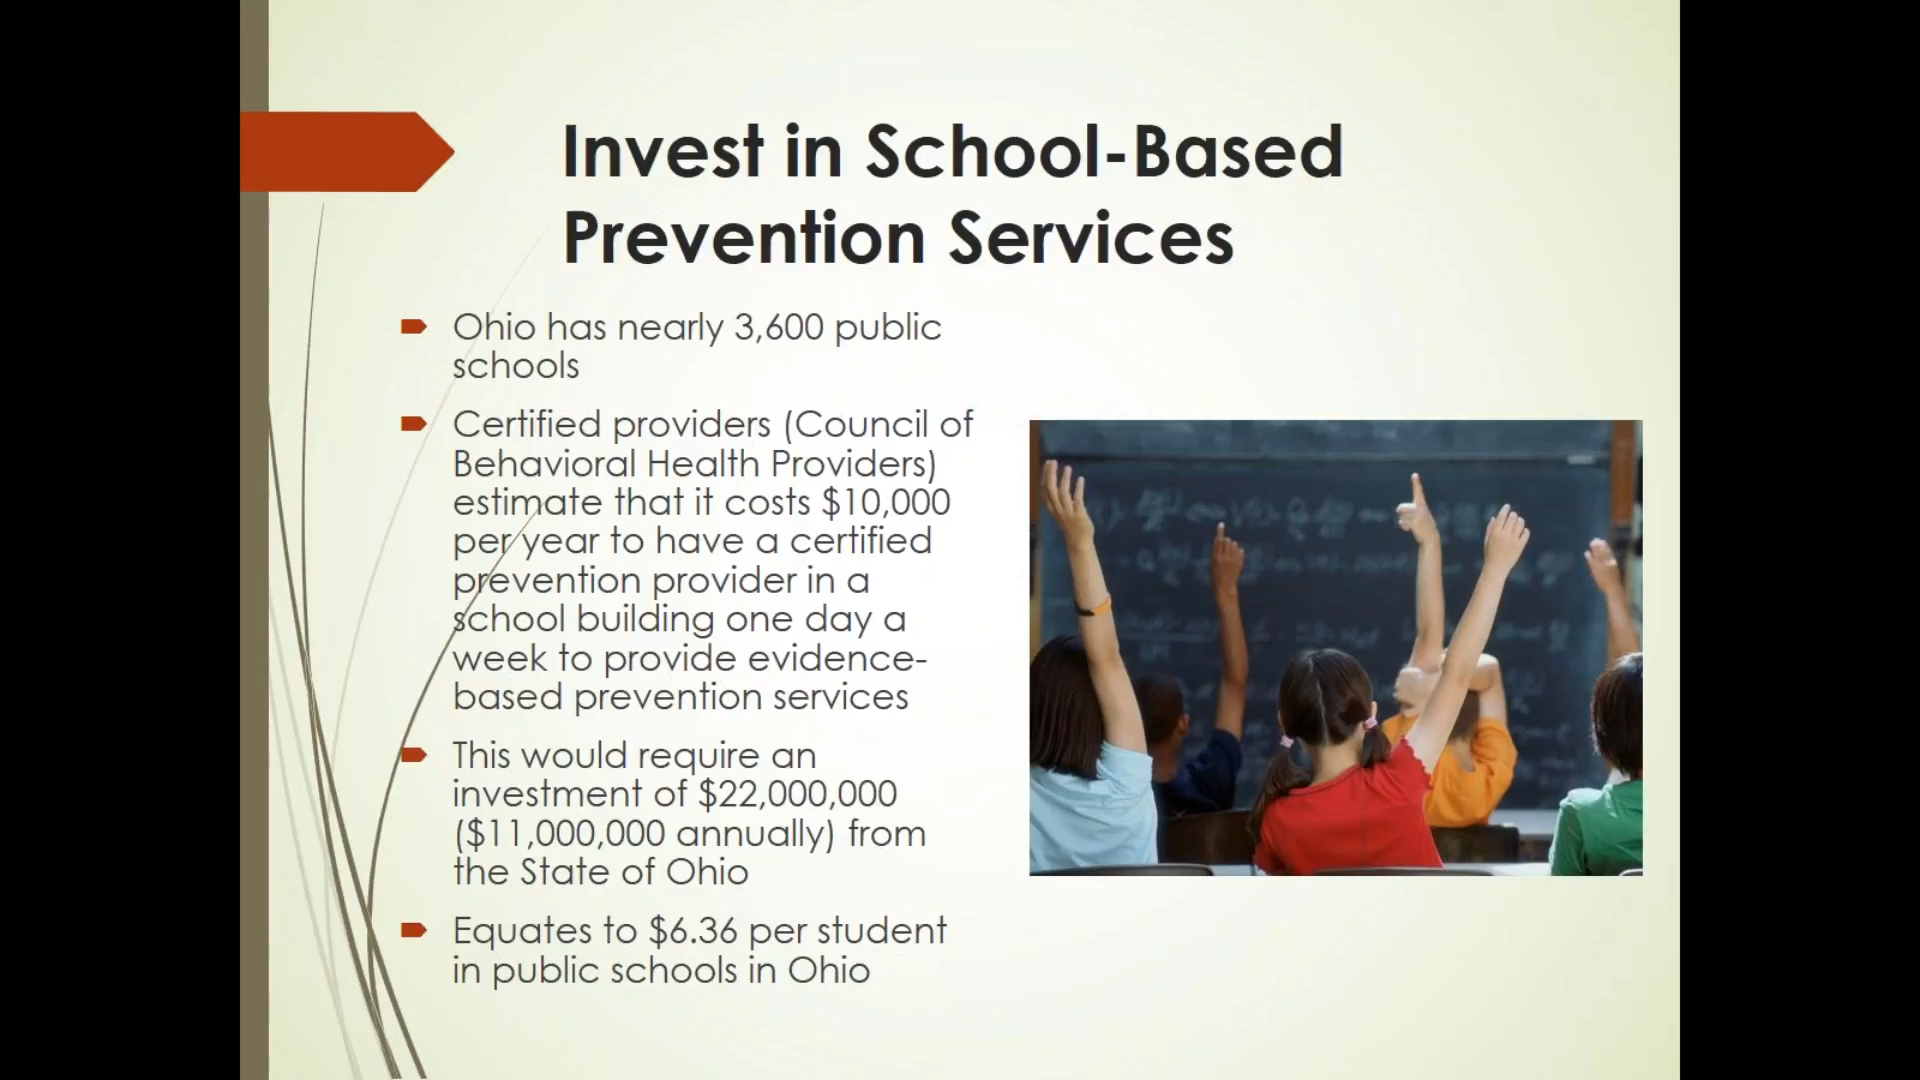 Invest in School-Based
Prevention Services
Ohio has nearly 3,600 public
schools
Certified providers (Council of
Behavioral Health Providers)
estimate that it costs $10,000
per year to have a certified
prevention provider in a
school building one day a
week to provide evidence-
based prevention services
This would require an
investment of $22,000,000
($11,000,000 annually) from
the State of Ohio
Equates to $6.36 per student
in public schools in Ohio